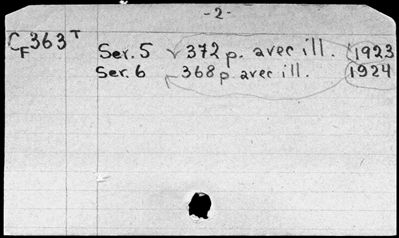 - 2 -
CF363T
Ser. 5 372 p. avec ill. 1923
Ser. 6 368 p. avec ill. 1924